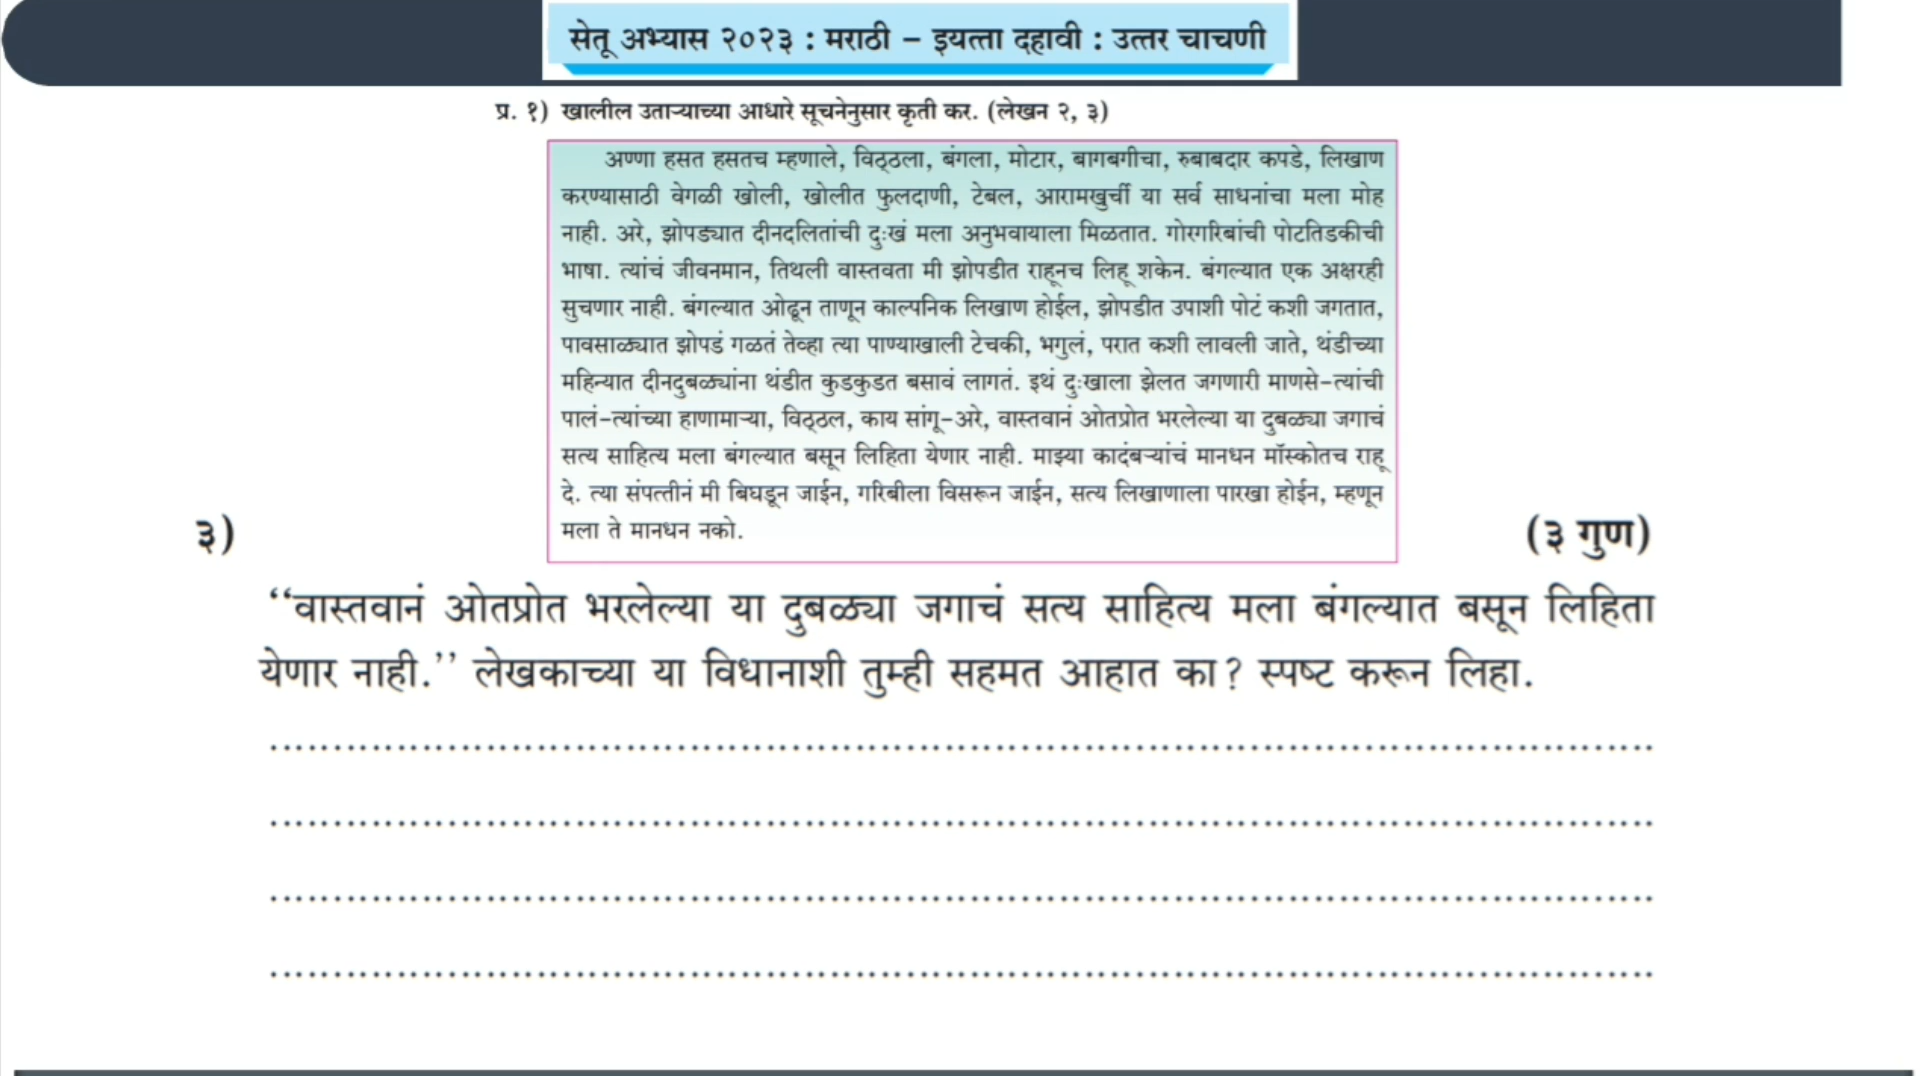 सेतू अभ्यास २०२३ : मराठी – इयत्ता दहावी : उत्तर चाचणी
प्र. १) खालील उताऱ्याच्या आधारे सूचनेनुसार कृती कर. (लेखन २, ३)
अण्णा हसत हसतच म्हणाले, विठ्ठला, बंगला, मोटार, बागबगीचा, रुबाबदार कपडे, लिखाण
करण्यासाठी वेगळी खोली, खोलीत फुलदाणी, टेबल, आरामखुर्ची या सर्व साधनांचा मला मोह
नाही. अरे, झोपड्यात दीनदलितांची दुःखं मला अनुभवायाला मिळतात. गोरगरिबांची पोटतिडकीची
भाषा. त्यांचं जीवनमान, तिथली वास्तवता मी झोपडीत राहूनच लिहू शकेन. बंगल्यात एक अक्षरही
सुचणार नाही. बंगल्यात ओढून ताणून काल्पनिक लिखाण होईल, झोपडीत उपाशी पोटं कशी जगतात,
पावसाळ्यात झोपडं गळतं तेव्हा त्या पाण्याखाली टेचकी, भगुलं, परात कशी लावली जाते, थंडीच्या
महिन्यात दीनदुबळ्यांना थंडीत कुडकुडत बसावं लागतं. इथं दुःखाला झेलत जगणारी माणसे–त्यांची
पालं–त्यांच्या हाणामाऱ्या, विठ्ठल, काय सांगू–अरे, वास्तवानं ओतप्रोत भरलेल्या या दुबळ्या जगाचं
सत्य साहित्य मला बंगल्यात बसून लिहिता येणार नाही. माझ्या कादंबऱ्यांचं मानधन मॉस्कोतच राहू
दे. त्या संपत्तीनं मी बिघडून जाईन, गरिबीला विसरून जाईन, सत्य लिखाणाला पारखा होईन, म्हणून
मला ते मानधन नको.
३) (३ गुण)
‘‘वास्तवानं ओतप्रोत भरलेल्या या दुबळ्या जगाचं सत्य साहित्य मला बंगल्यात बसून लिहिता
येणार नाही.’’ लेखकाच्या या विधानाशी तुम्ही सहमत आहात का? स्पष्ट करून लिहा.